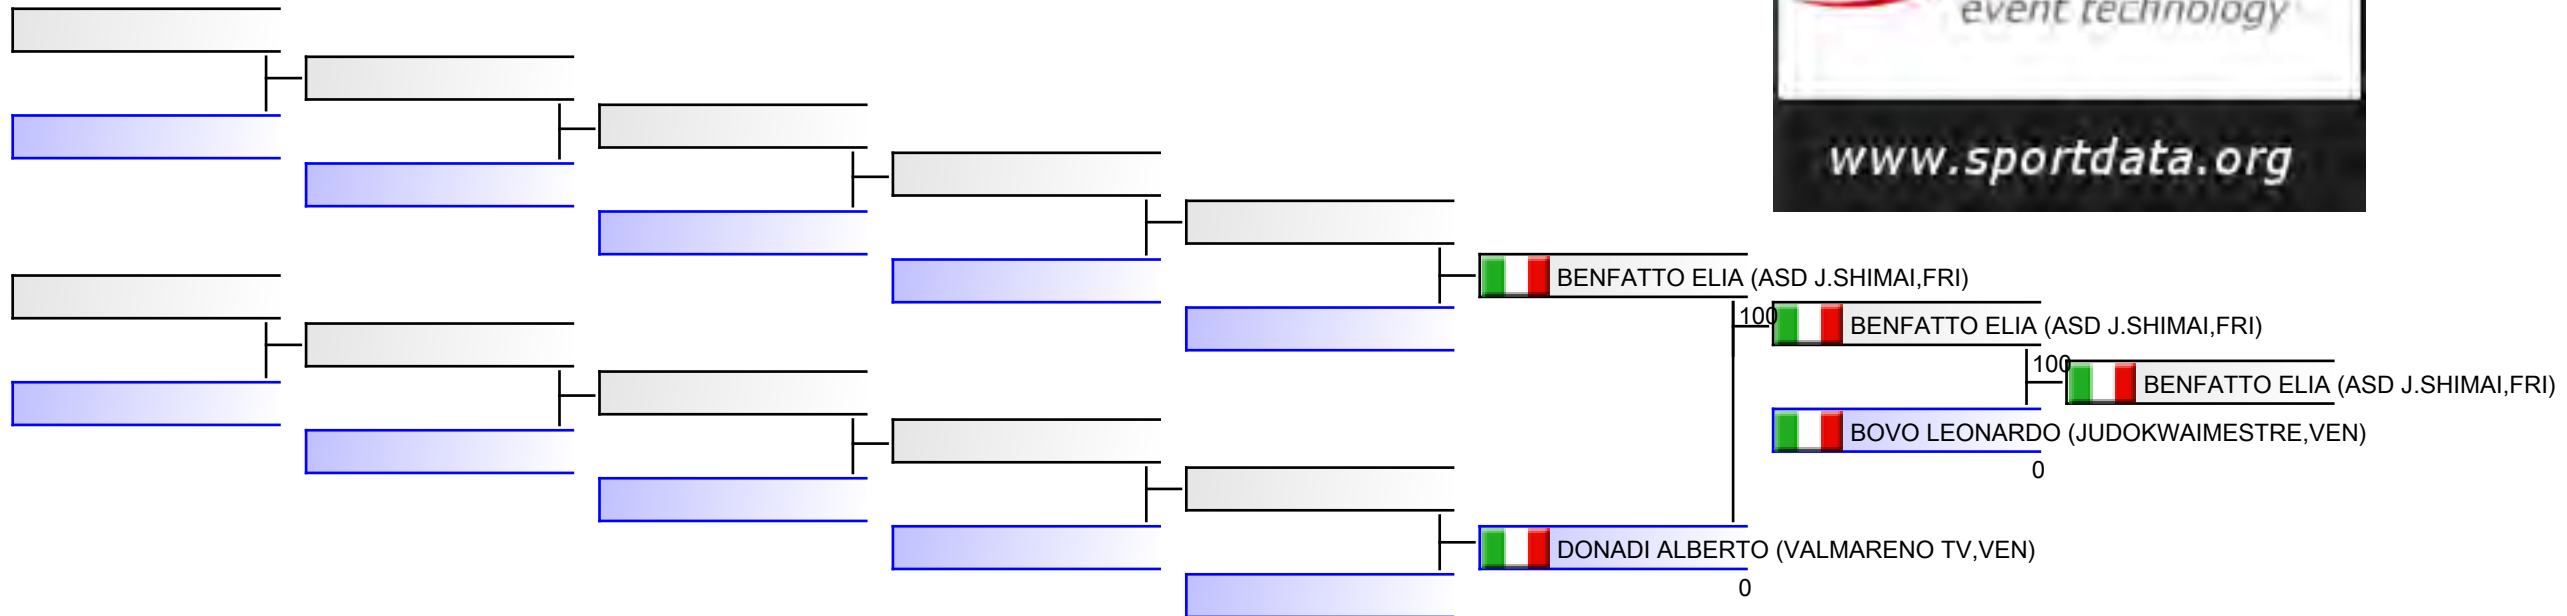 event technology
www.sportdata.org
BENFATTO ELIA (ASD J.SHIMAI,FRI)
100
BENFATTO ELIA (ASD J.SHIMAI,FRI)
100
BENFATTO ELIA (ASD J.SHIMAI,FRI)
BOVO LEONARDO (JUDOKWAIMESTRE,VEN)
0
DONADI ALBERTO (VALMARENO TV,VEN)
0